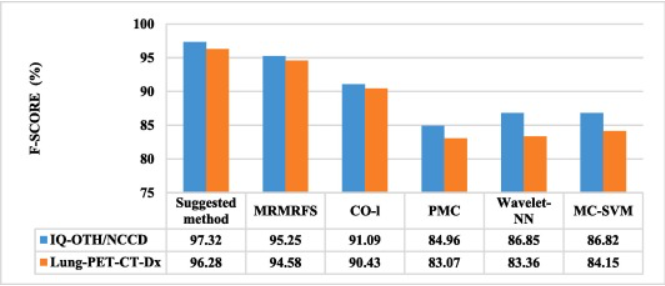 F-SCORE (%)
100
95
90
85
80
75
Suggested method MRMRFS CO-l PMC Wavelet-NN MC-SVM
IQ-OTH/NCCD 97.32 95.25 91.09 84.96 86.85 86.82
Lung-PET-CT-Dx 96.28 94.58 90.43 83.07 83.36 84.15